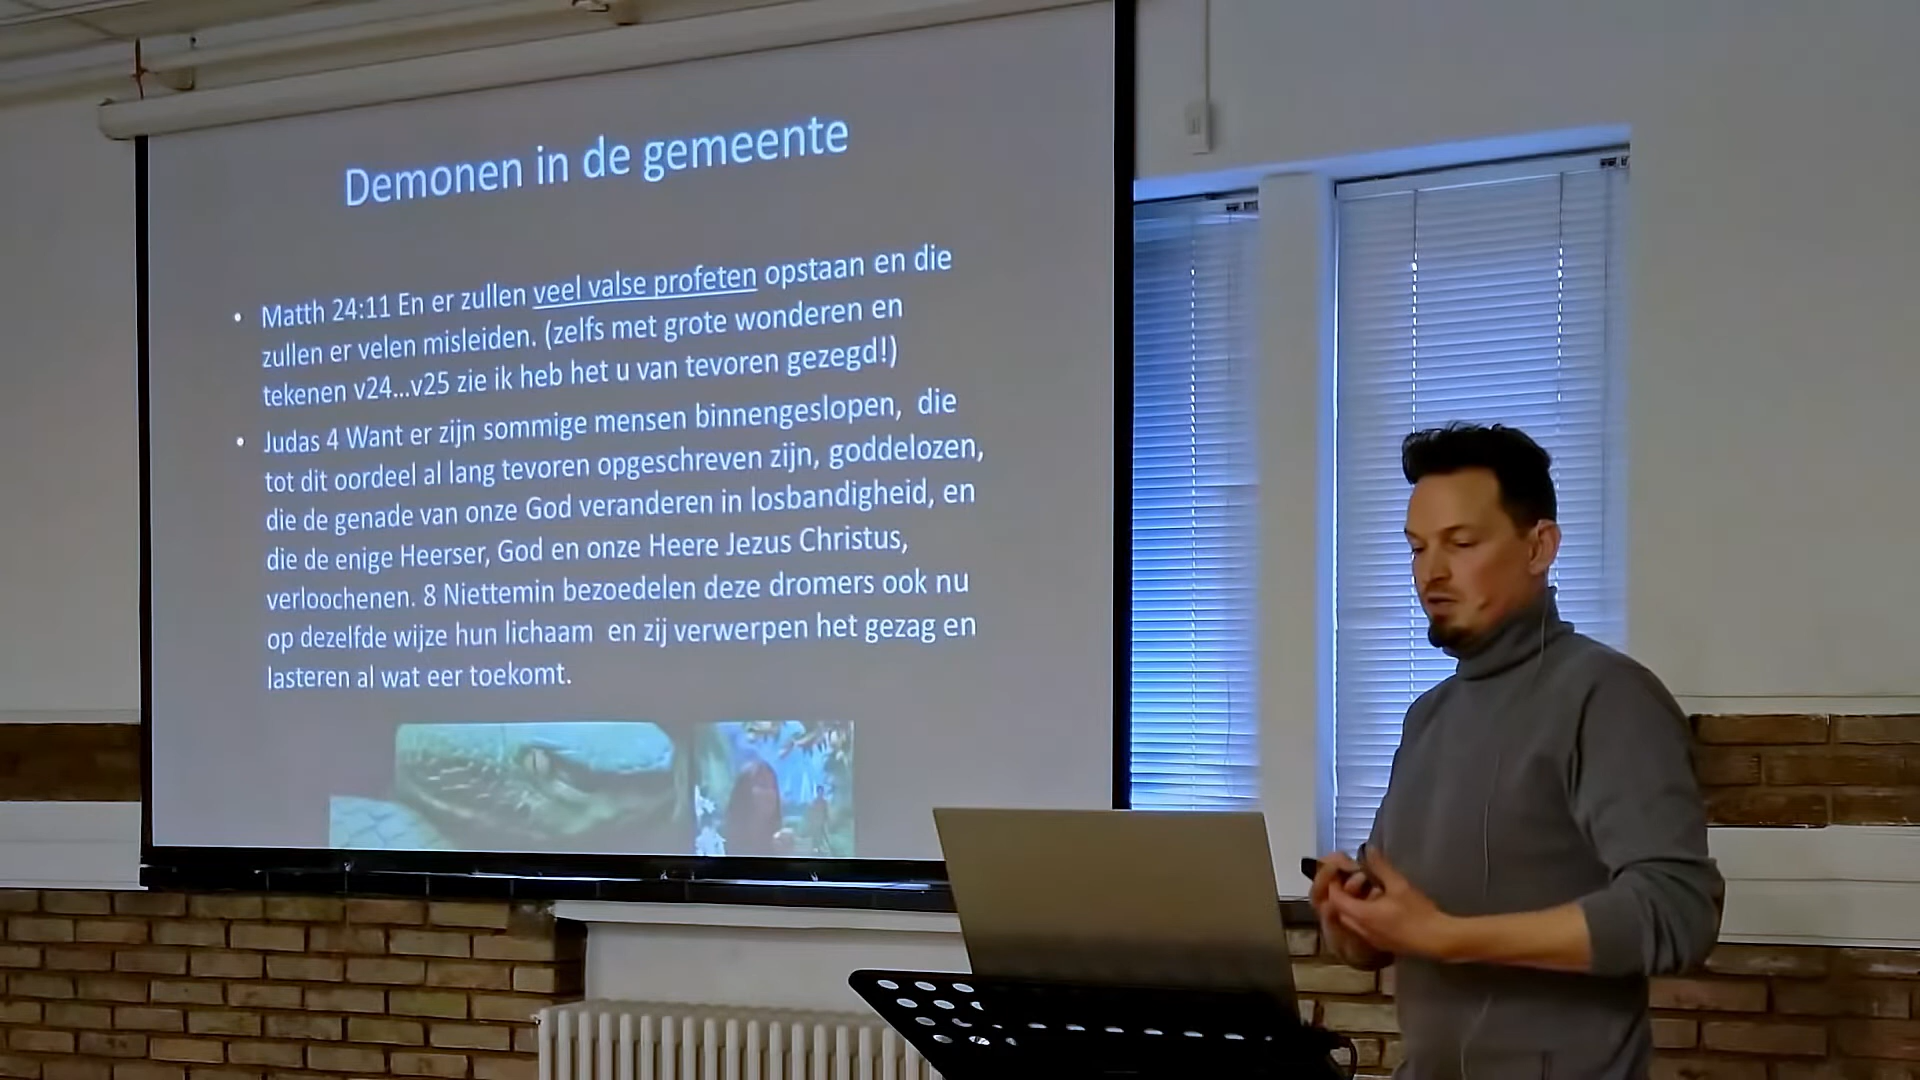 Demonen in de gemeente
• Matth 24:11 En er zullen veel valse profeten opstaan en die
zullen er velen misleiden. (zelfs met grote wonderen en
tekenen v24...v25 zie ik heb het u van tevoren gezegd!)
• Judas 4 Want er zijn sommige mensen binnengeslopen, die
tot dit oordeel al lang tevoren opgeschreven zijn, goddelozen,
die de genade van onze God veranderen in losbandigheid, en
die de enige Heerser, God en onze Heere Jezus Christus,
verloochenen. 8 Niettemin bezoedelen deze dromers ook nu
op dezelfde wijze hun lichaam en zij verwerpen het gezag en
lasteren al wat eer toekomt.